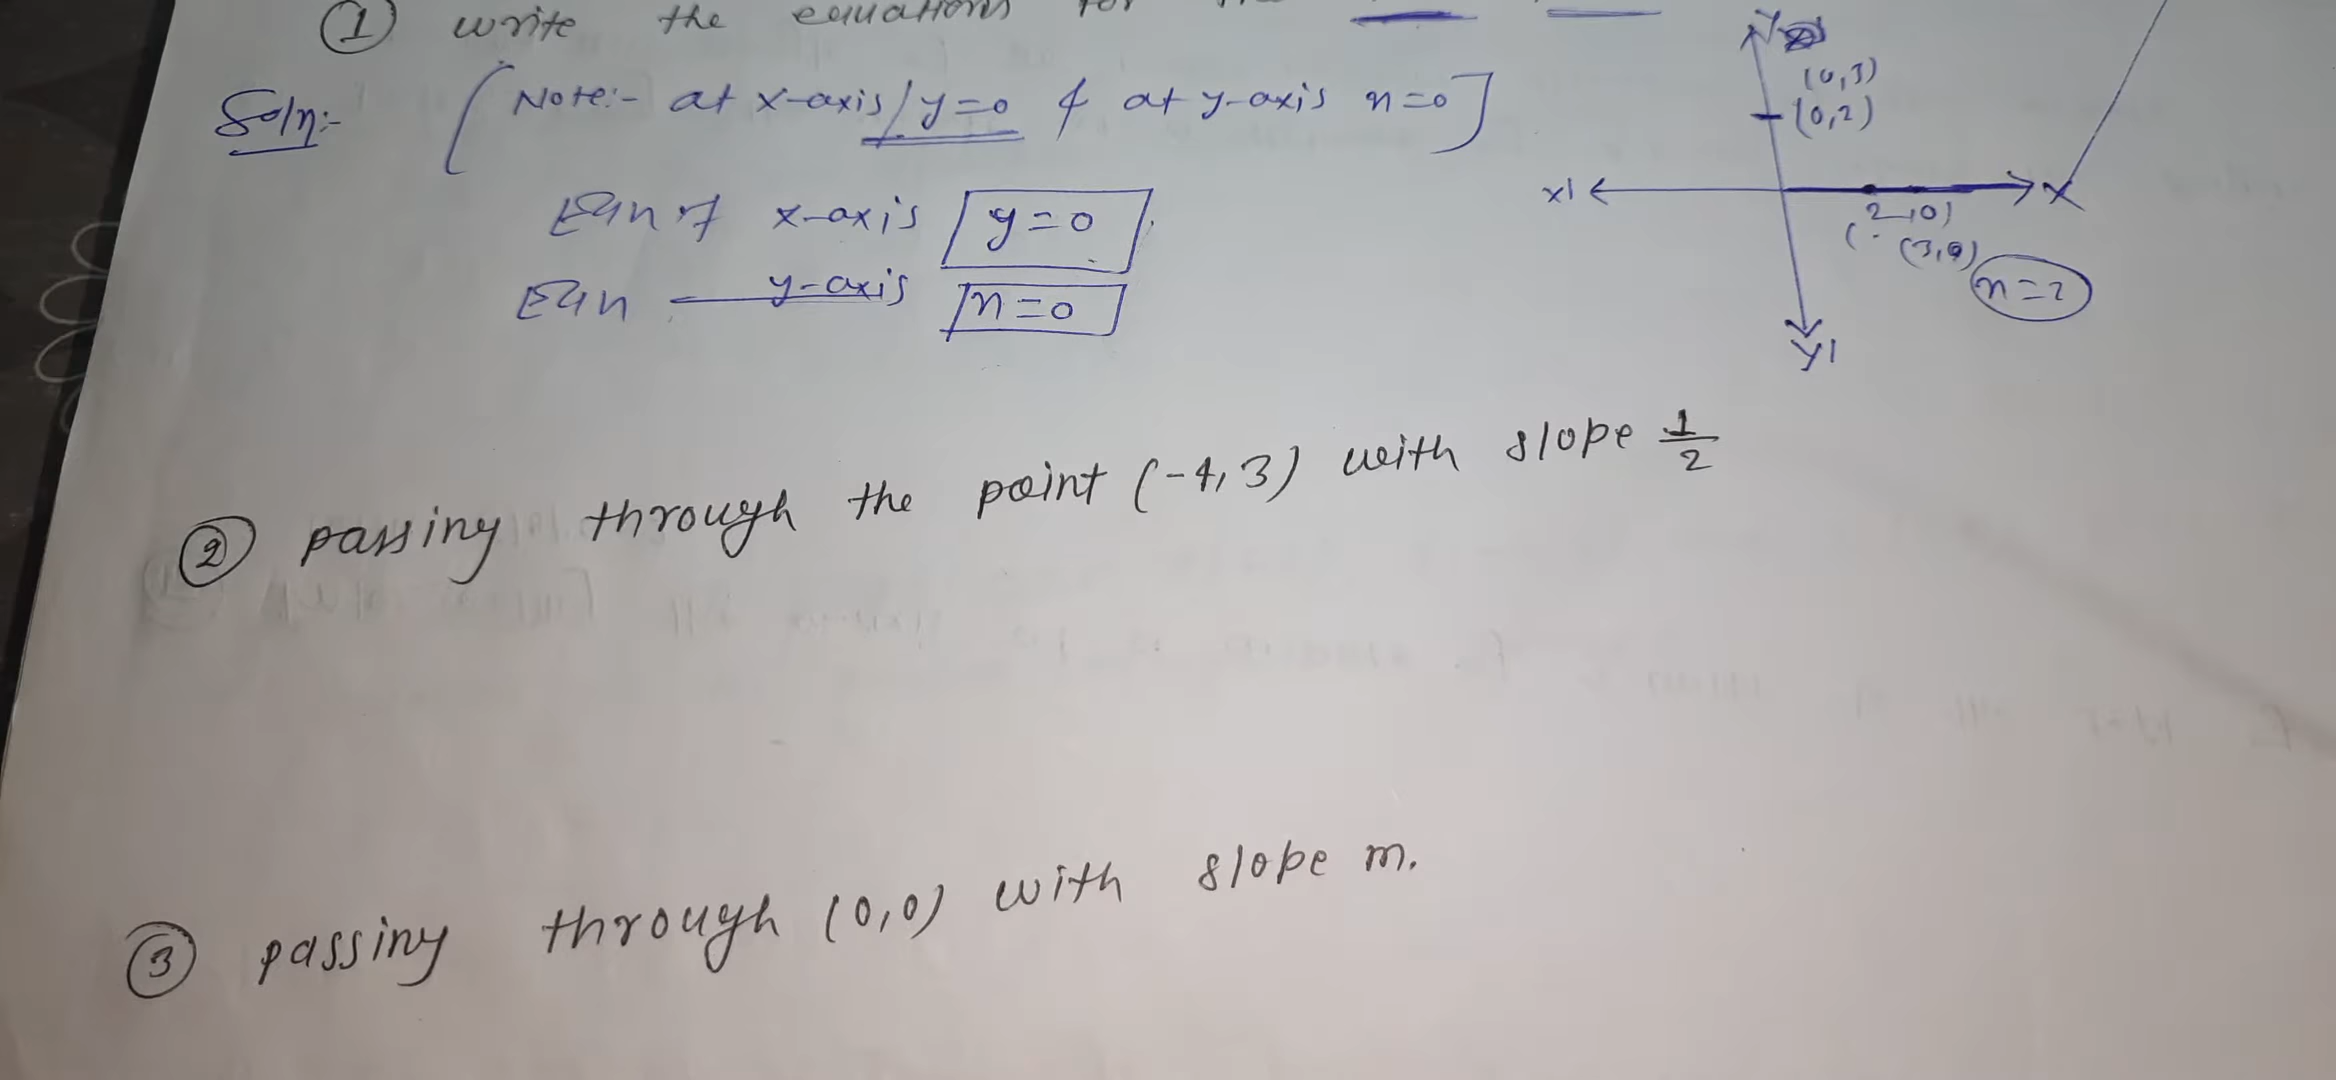 ① write the equations for the
Soln:- [Note:- at x-axis/y=0 & at y-axis x=0]
Eqn of x-axis y=0
Eqn — y-axis x=0
Y
(0,3)
(0,2)
x| X
(2,0)
(3,0)
x=2
y|
② passing through the point (-4,3) with slope 1/2
③ passing through (0,0) with slope m.